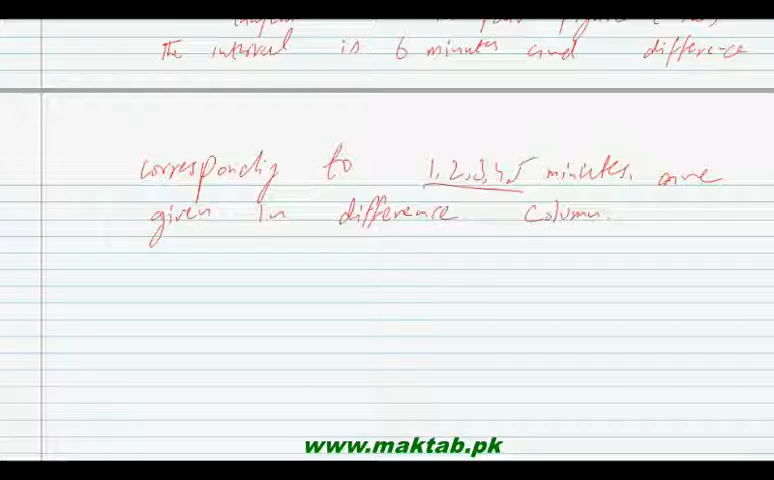 The interval is 6 minutes and difference
corresponding to 1,2,3,4,5 minutes. are
given in difference column.
www.maktab.pk